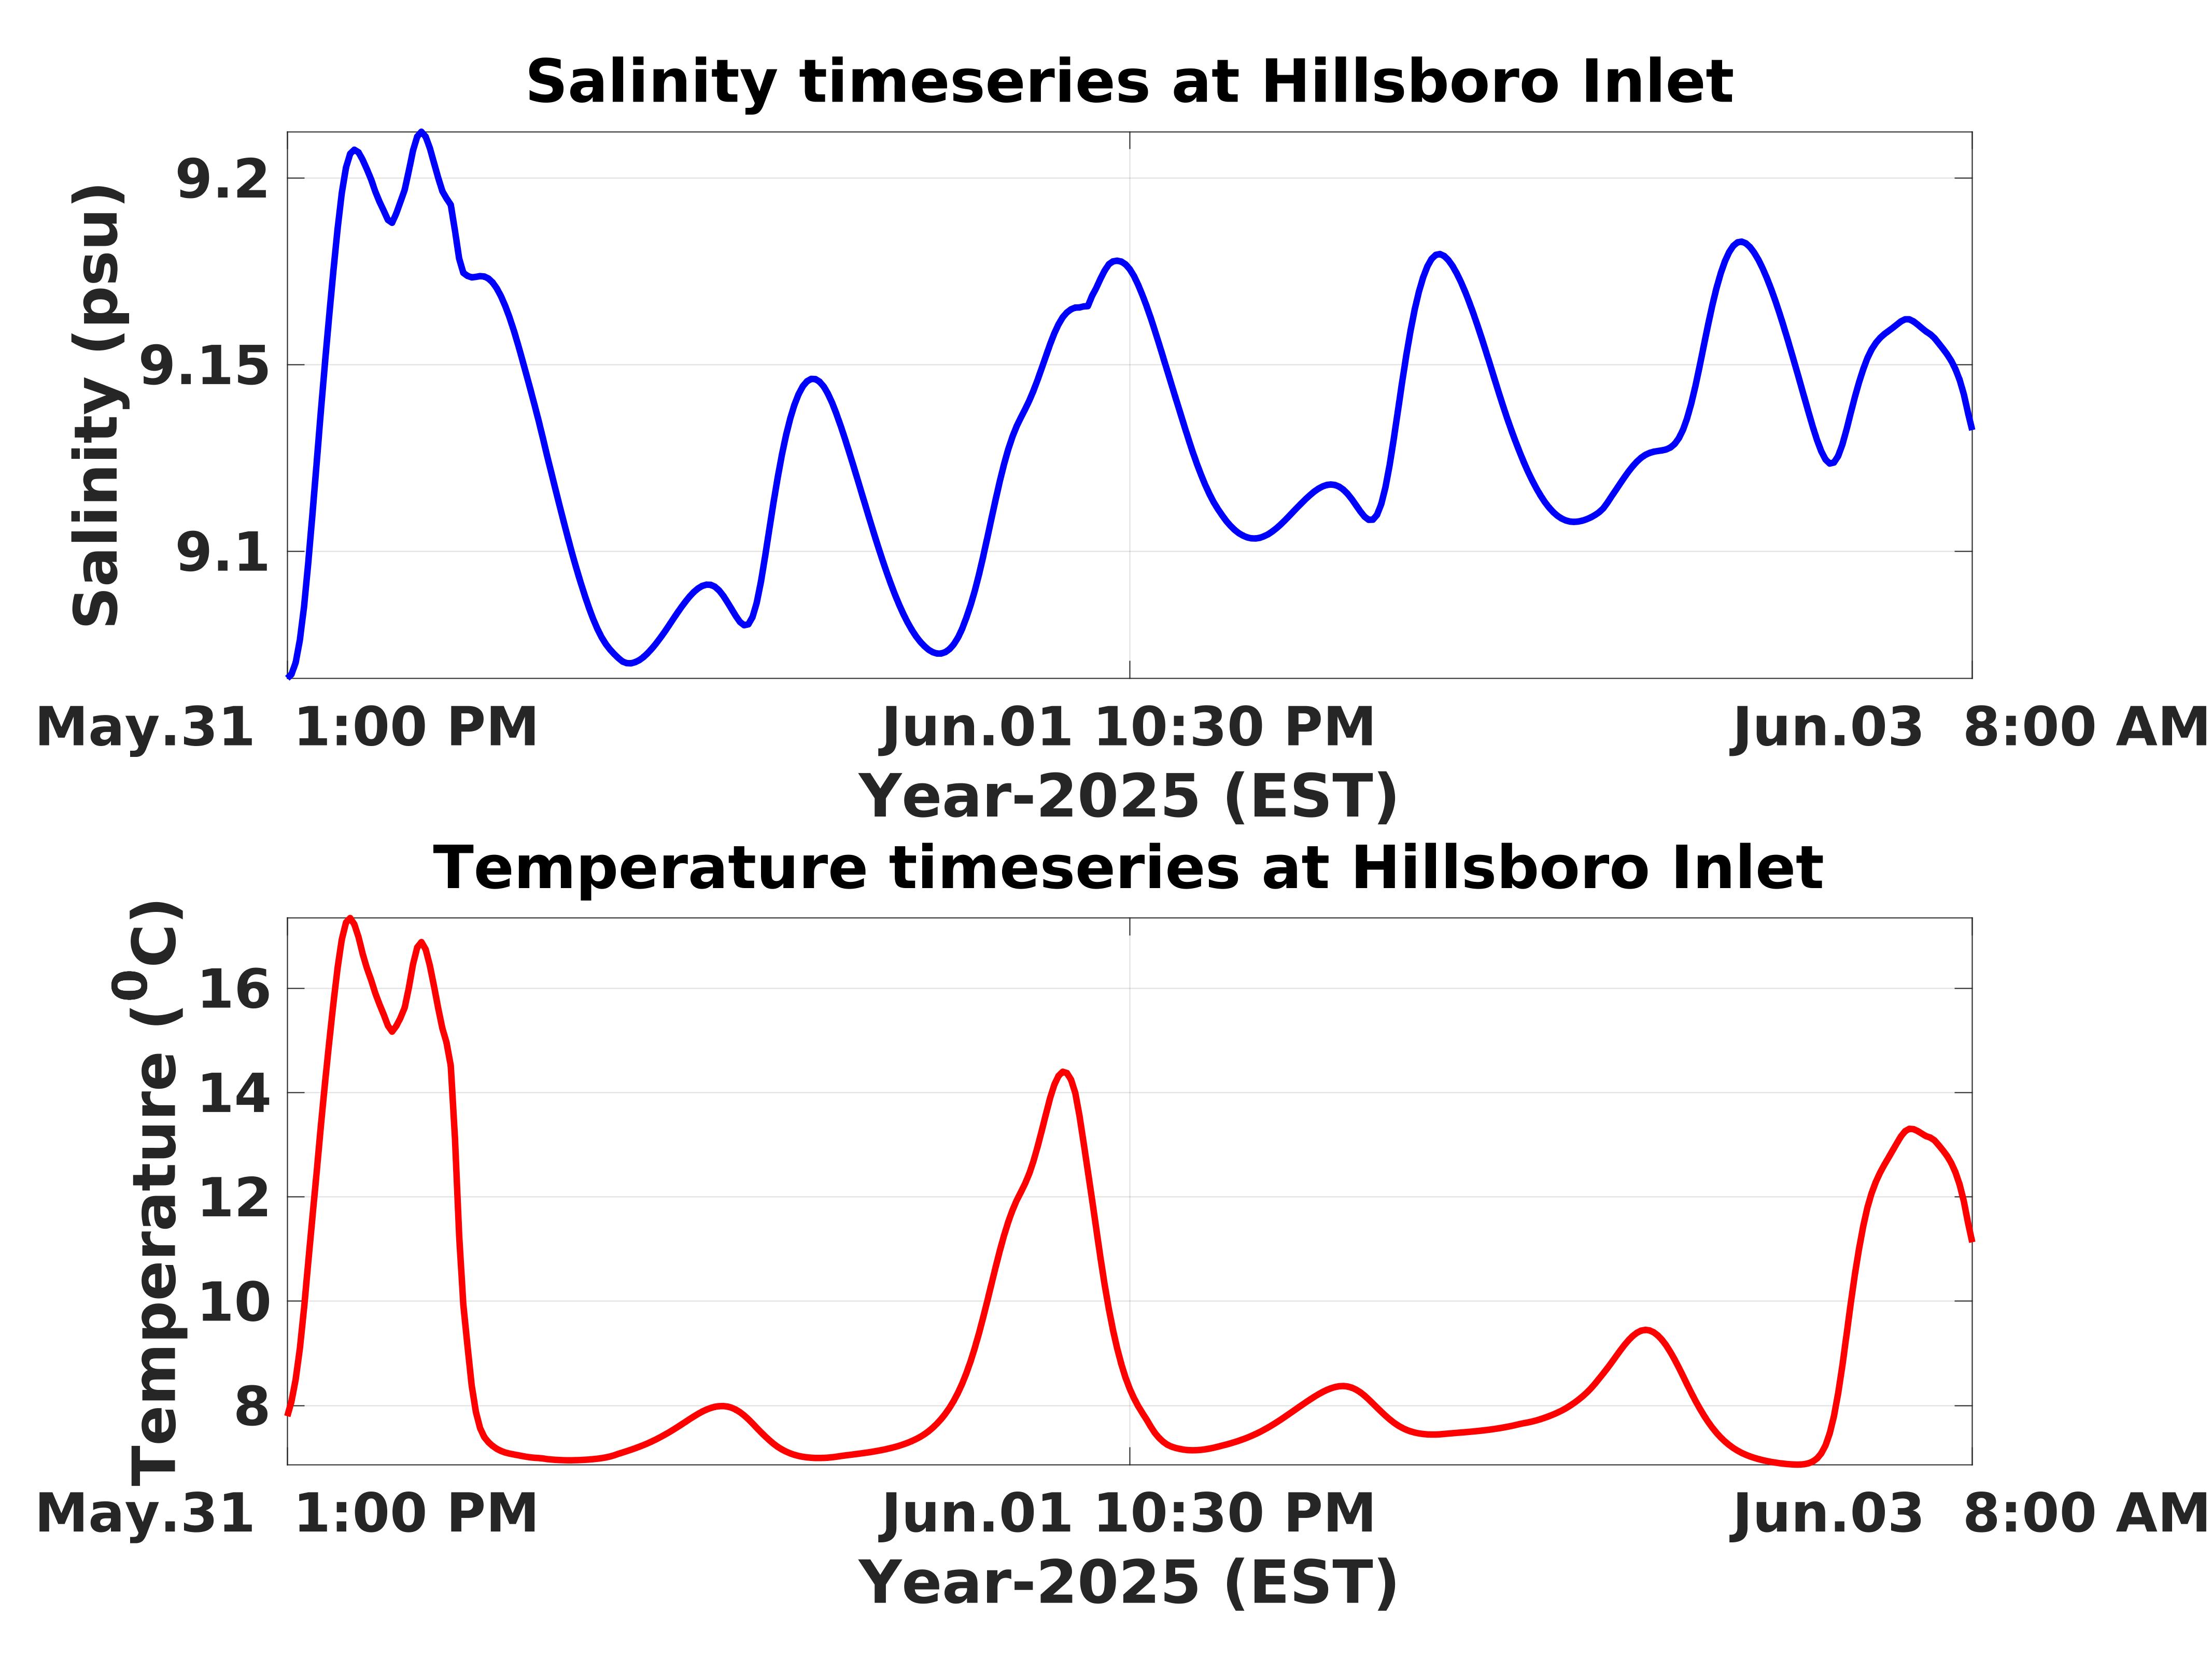 Salinity timeseries at Hillsboro Inlet
Salinity (psu)
9.2
9.15
9.1
May.31  1:00 PM
Jun.01 10:30 PM
Jun.03  8:00 AM
Year-2025 (EST)
Temperature timeseries at Hillsboro Inlet
Temperature (⁰C)
16
14
12
10
8
May.31  1:00 PM
Jun.01 10:30 PM
Jun.03  8:00 AM
Year-2025 (EST)